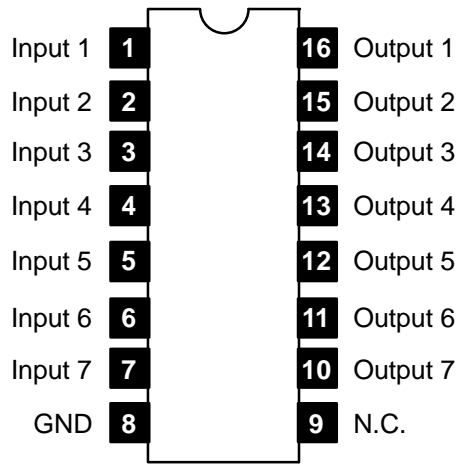 Input 1 1 16 Output 1
Input 2 2 15 Output 2
Input 3 3 14 Output 3
Input 4 4 13 Output 4
Input 5 5 12 Output 5
Input 6 6 11 Output 6
Input 7 7 10 Output 7
GND 8 9 N.C.